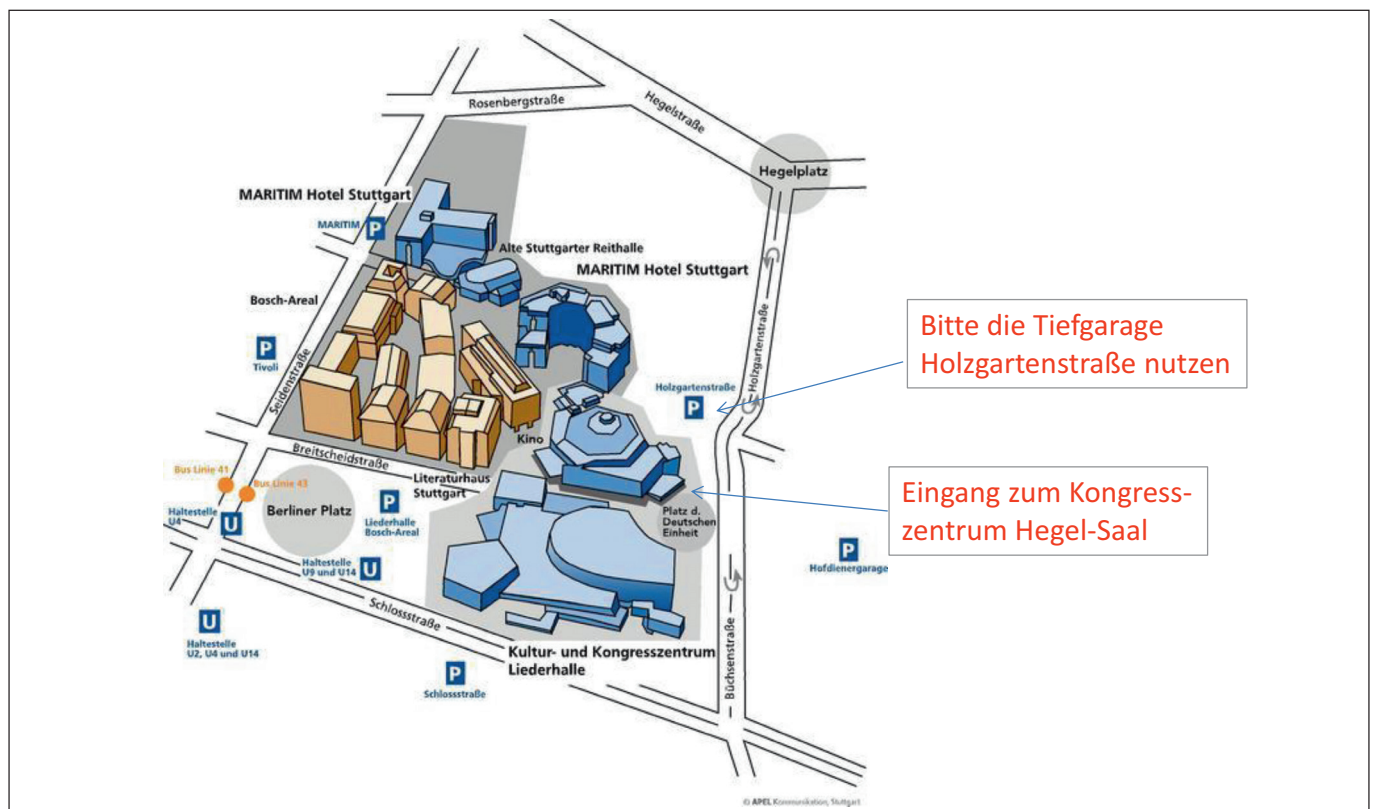 Rosenbergstraße
Hegelstraße
Hegelplatz
MARITIM Hotel Stuttgart
MARITIM P
Alte Stuttgarter Reithalle
MARITIM Hotel Stuttgart
Bosch-Areal
P
Tivoli
Seidenstraße
Holzgartenstraße
Holzgartenstraße
P
Bitte die Tiefgarage
Holzgartenstraße nutzen
Kino
Breitscheidstraße
Literaturhaus
Stuttgart
Bus Linie 41
Bus Linie 43
Haltestelle
U4
U
Berliner Platz
P
Liederhalle
Bosch-Areal
Platz d.
Deutschen
Einheit
Eingang zum Kongress-
zentrum Hegel-Saal
P
Hofdienergarage
Haltestelle
U9 und U14
U
Schlossstraße
U
Haltestelle
U2, U4 und U14
P
Schlossstraße
Kultur- und Kongresszentrum
Liederhalle
Büchsenstraße
© APEL Kommunikation, Stuttgart